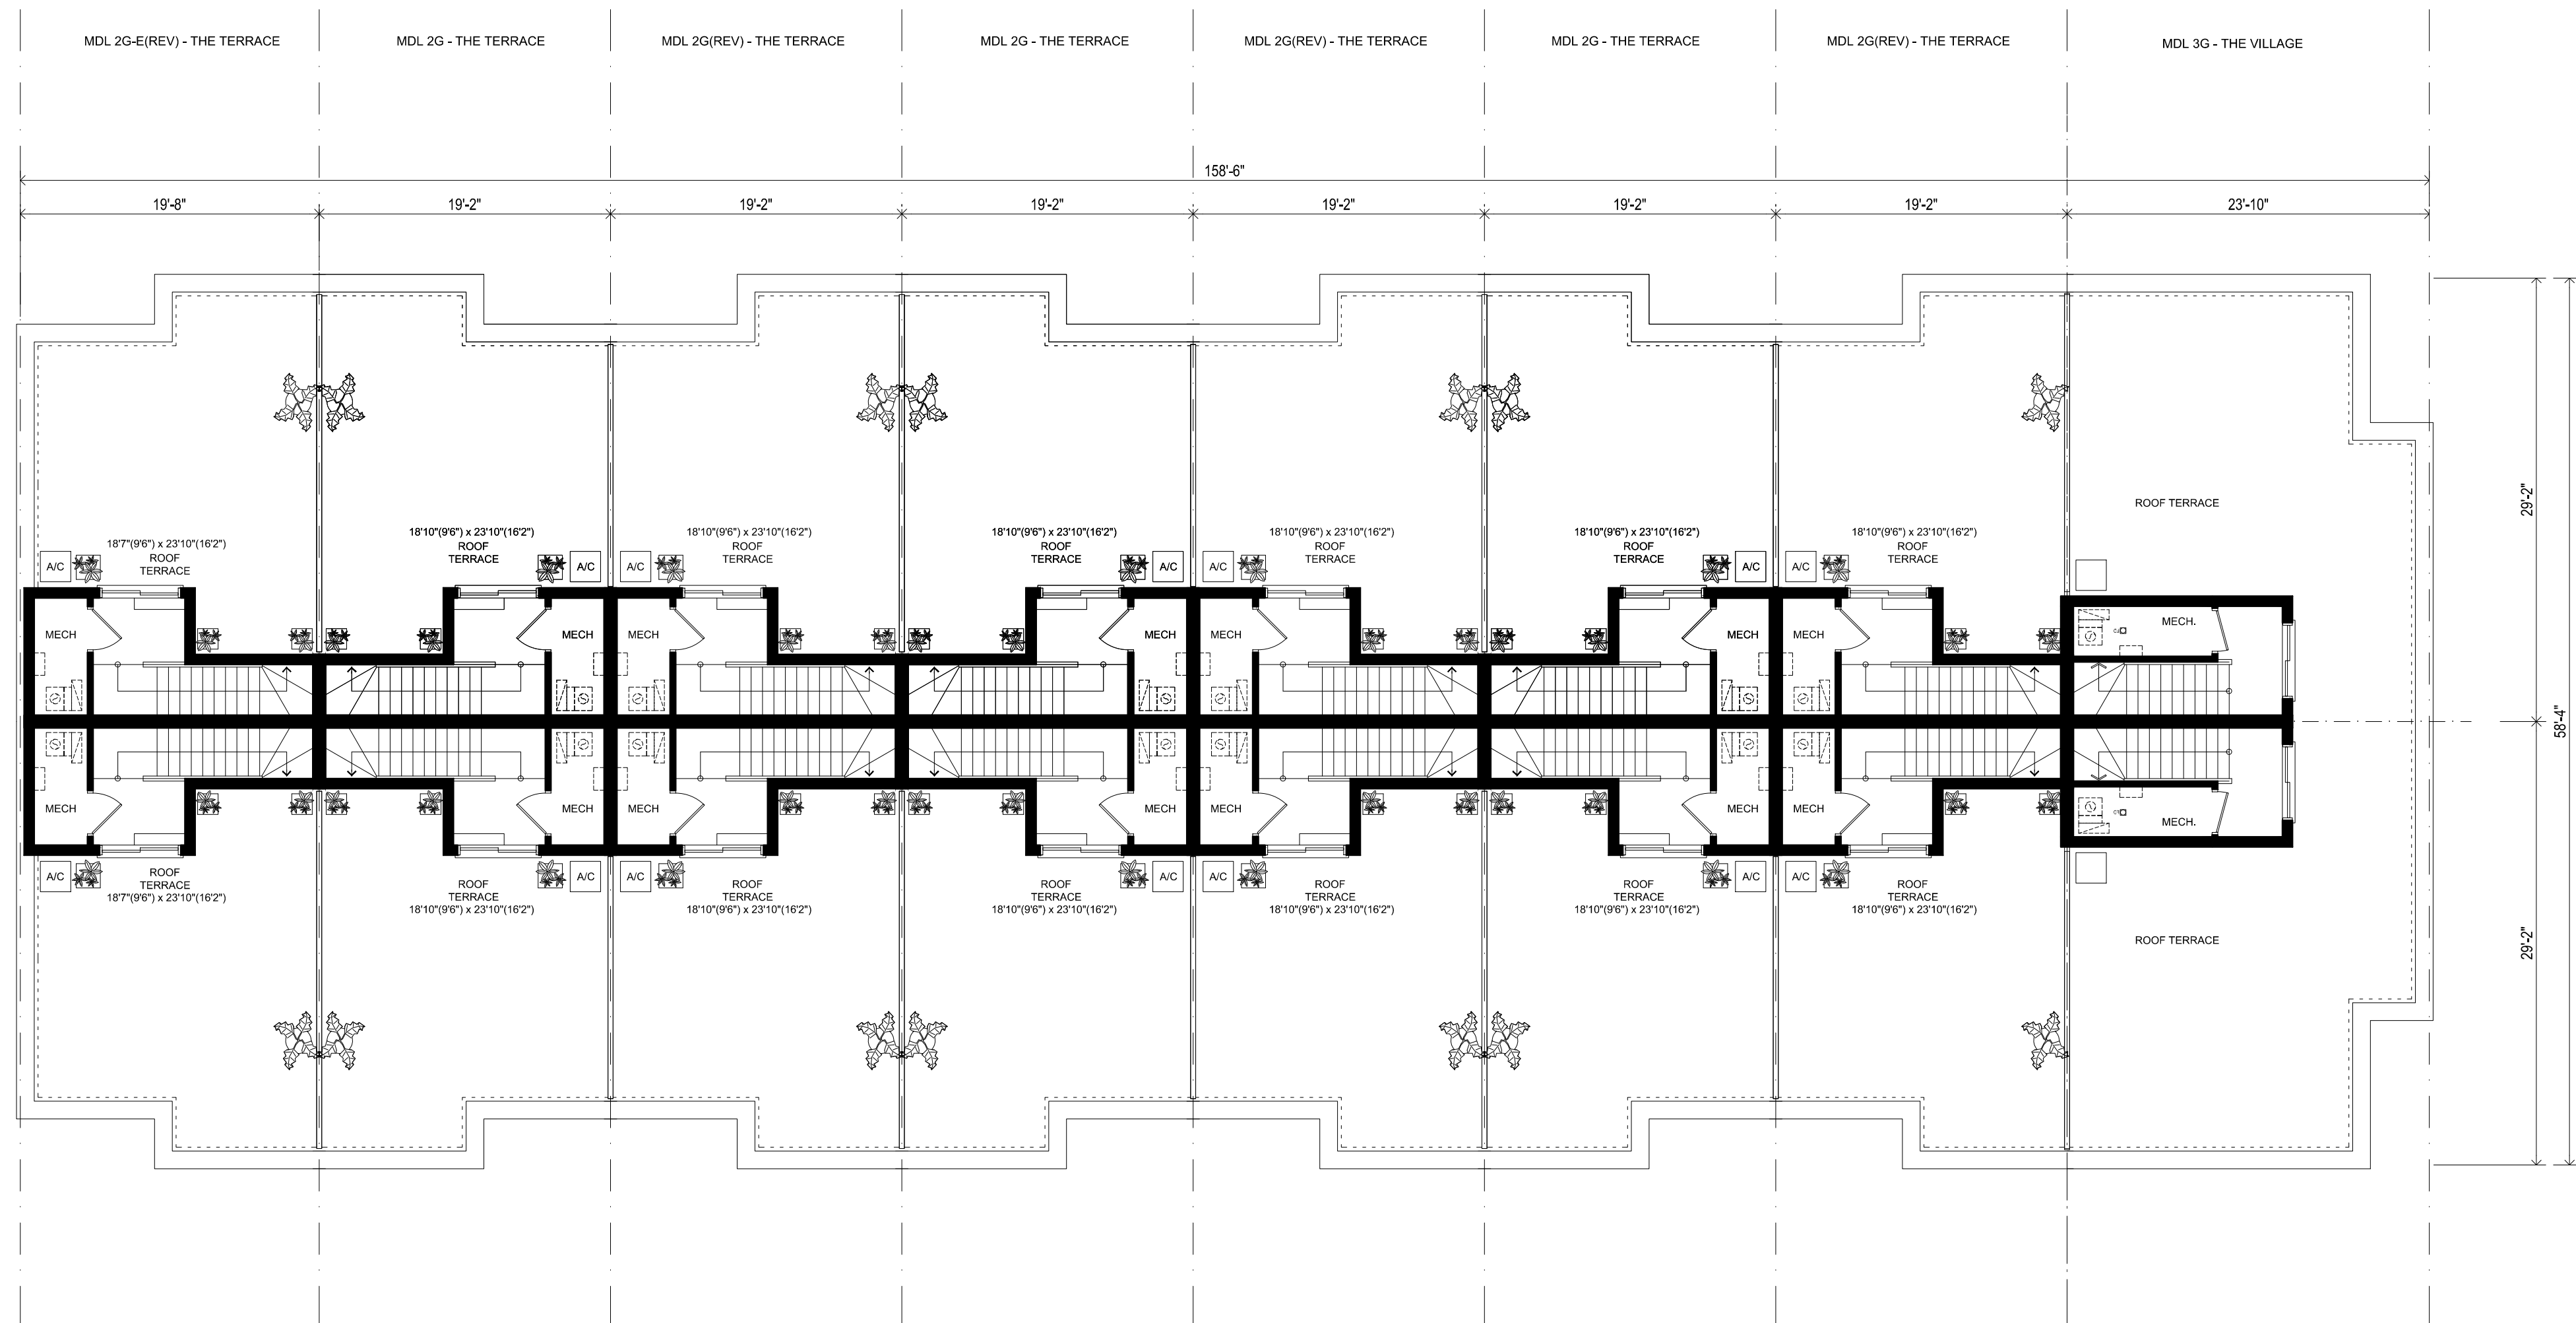 MDL 2G-E(REV) - THE TERRACE
MDL 2G - THE TERRACE
MDL 2G(REV) - THE TERRACE
MDL 2G - THE TERRACE
MDL 2G(REV) - THE TERRACE
MDL 2G - THE TERRACE
MDL 2G(REV) - THE TERRACE
MDL 3G - THE VILLAGE
158'-6"
19'-8"
19'-2"
19'-2"
19'-2"
19'-2"
19'-2"
19'-2"
23'-10"
29'-2"
58'-4"
29'-2"
18'7"(9'6") x 23'10"(16'2")
ROOF
TERRACE
A/C
18'10"(9'6") x 23'10"(16'2")
ROOF
TERRACE
A/C
A/C
18'10"(9'6") x 23'10"(16'2")
ROOF
TERRACE
18'10"(9'6") x 23'10"(16'2")
ROOF
TERRACE
A/C
A/C
18'10"(9'6") x 23'10"(16'2")
ROOF
TERRACE
18'10"(9'6") x 23'10"(16'2")
ROOF
TERRACE
A/C
A/C
18'10"(9'6") x 23'10"(16'2")
ROOF
TERRACE
ROOF TERRACE
MECH
MECH
MECH
MECH
MECH
MECH
MECH
MECH.
MECH
MECH
MECH
MECH
MECH
MECH
MECH
MECH.
A/C
ROOF
TERRACE
18'7"(9'6") x 23'10"(16'2")
ROOF
TERRACE
18'10"(9'6") x 23'10"(16'2")
A/C
A/C
ROOF
TERRACE
18'10"(9'6") x 23'10"(16'2")
ROOF
TERRACE
18'10"(9'6") x 23'10"(16'2")
A/C
A/C
ROOF
TERRACE
18'10"(9'6") x 23'10"(16'2")
ROOF
TERRACE
18'10"(9'6") x 23'10"(16'2")
A/C
A/C
ROOF
TERRACE
18'10"(9'6") x 23'10"(16'2")
ROOF TERRACE